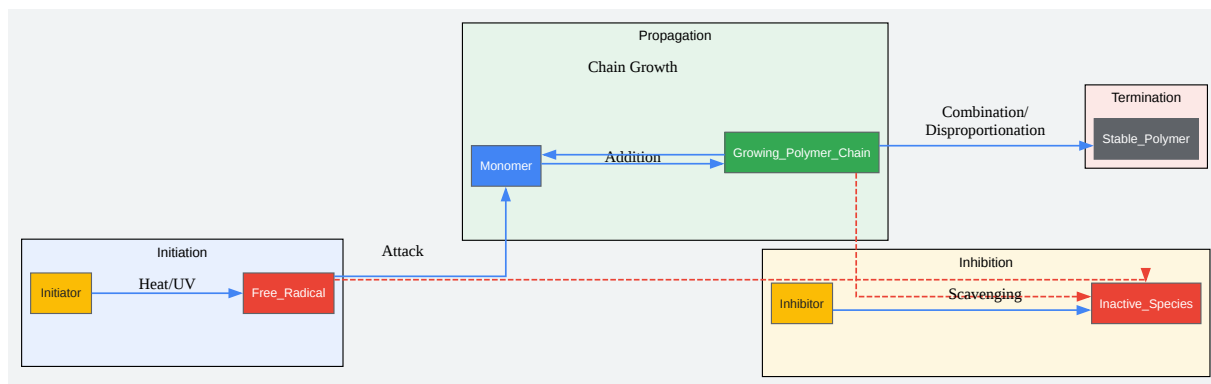 Propagation
Chain Growth
Monomer
Addition
Growing_Polymer_Chain
Combination/
Disproportionation
Termination
Stable_Polymer
Initiation
Initiator
Heat/UV
Free_Radical
Attack
Inhibition
Inhibitor
Scavenging
Inactive_Species